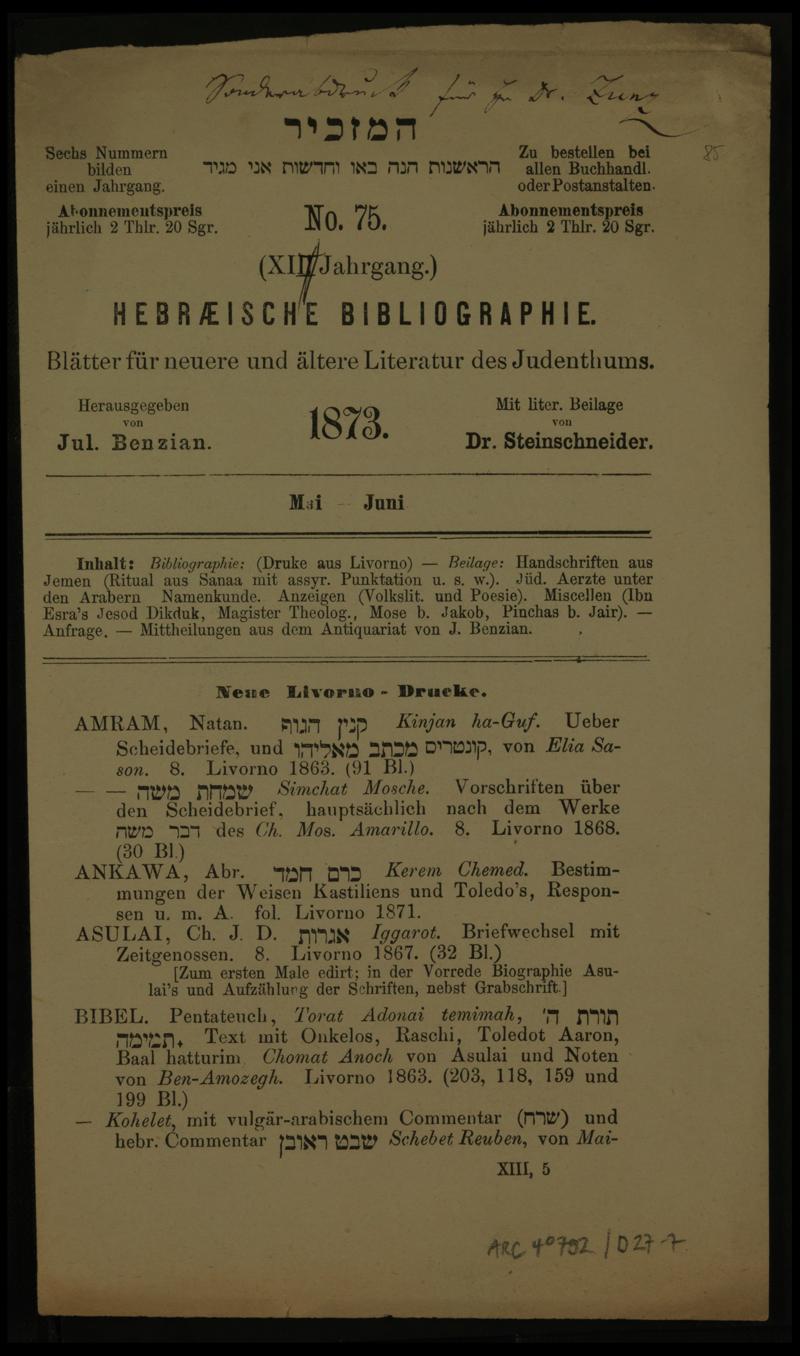 Sonderabdruck für H. Dr. Zunz
המזכיר
85
Sechs Nummern
bilden
einen Jahrgang.
הראשנות הנה באו וחדשות אני מגיד
Zu bestellen bei
allen Buchhandl.
oder Postanstalten.
Abonnementspreis
jährlich 2 Thlr. 20 Sgr.
No. 75.
Abonnementspreis
jährlich 2 Thlr. 20 Sgr.
(XIII Jahrgang.)
HEBRÆISCHE BIBLIOGRAPHIE.
Blätter für neuere und ältere Literatur des Judenthums.
Herausgegeben
von
Jul. Benzian.
1873.
Mit liter. Beilage
von
Dr. Steinschneider.
Mai — Juni
Inhalt: Bibliographie: (Druke aus Livorno) — Beilage: Handschriften aus
Jemen (Ritual aus Sanaa mit assyr. Punktation u. s. w.). Jüd. Aerzte unter
den Arabern Namenkunde. Anzeigen (Volkslit. und Poesie). Miscellen (Ibn
Esra's Jesod Dikduk, Magister Theolog., Mose b. Jakob, Pinchas b. Jair). —
Anfrage. — Mittheilungen aus dem Antiquariat von J. Benzian.
Neue Livorno-Drucke.
AMRAM, Natan. קנין הגוף Kinjan ha-Guf. Ueber
Scheidebriefe, und קונטריס מכתב מאליהו, von Elia Sa-
son. 8. Livorno 1863. (91 Bl.)
— — שמחת משה Simchat Mosche. Vorschriften über
den Scheidebrief, hauptsächlich nach dem Werke
דבר משה des Ch. Mos. Amarillo. 8. Livorno 1868.
(30 Bl.)
ANKAWA, Abr. כרם חמד Kerem Chemed. Bestim-
mungen der Weisen Kastiliens und Toledo's, Respon-
sen u. m. A. fol. Livorno 1871.
ASULAI, Ch. J. D. אגרות Iggarot. Briefwechsel mit
Zeitgenossen. 8. Livorno 1867. (32 Bl.)
[Zum ersten Male edirt; in der Vorrede Biographie Asu-
lai's und Aufzählung der Schriften, nebst Grabschrift.]
BIBEL. Pentateuch, Torat Adonai temimah, תורת ה'
תמימה. Text mit Onkelos, Raschi, Toledot Aaron,
Baal hatturim Chomat Anoch von Asulai und Noten
von Ben-Amozegh. Livorno 1863. (203, 118, 159 und
199 Bl.)
— Kohelet, mit vulgär-arabischem Commentar (שרח) und
hebr. Commentar שבט ראובן Schebet Reuben, von Mai-
XIII, 5
ARC 4° 792 / D 27-7